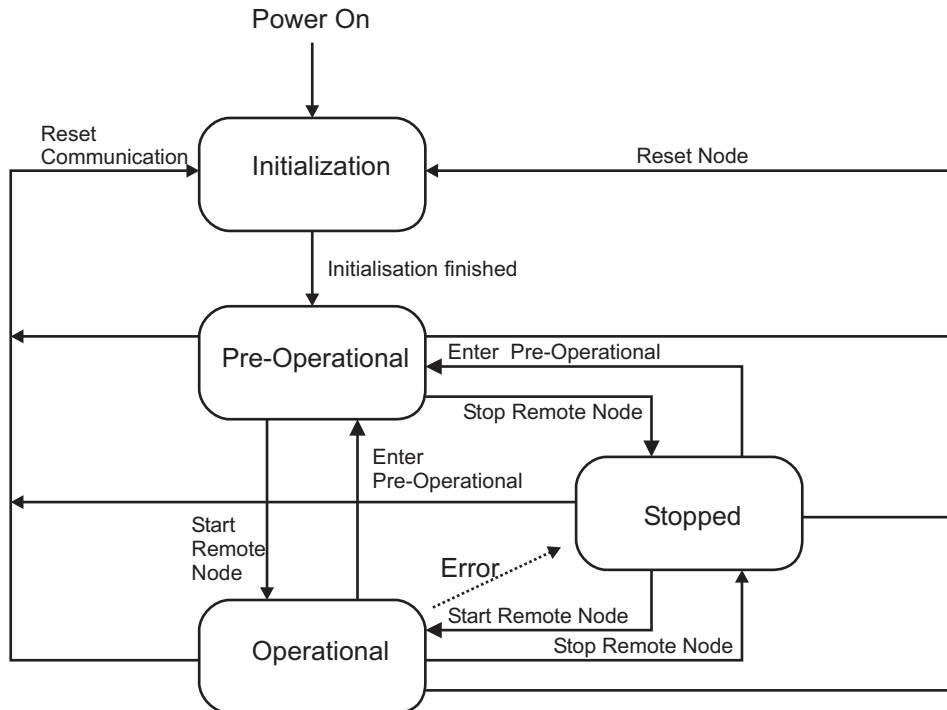 Power On
Reset
Communication
Initialization
Reset Node
Initialisation finished
Pre-Operational
Enter Pre-Operational
Stop Remote Node
Enter
Pre-Operational
Stopped
Start
Remote
Node
Error
Start Remote Node
Operational
Stop Remote Node